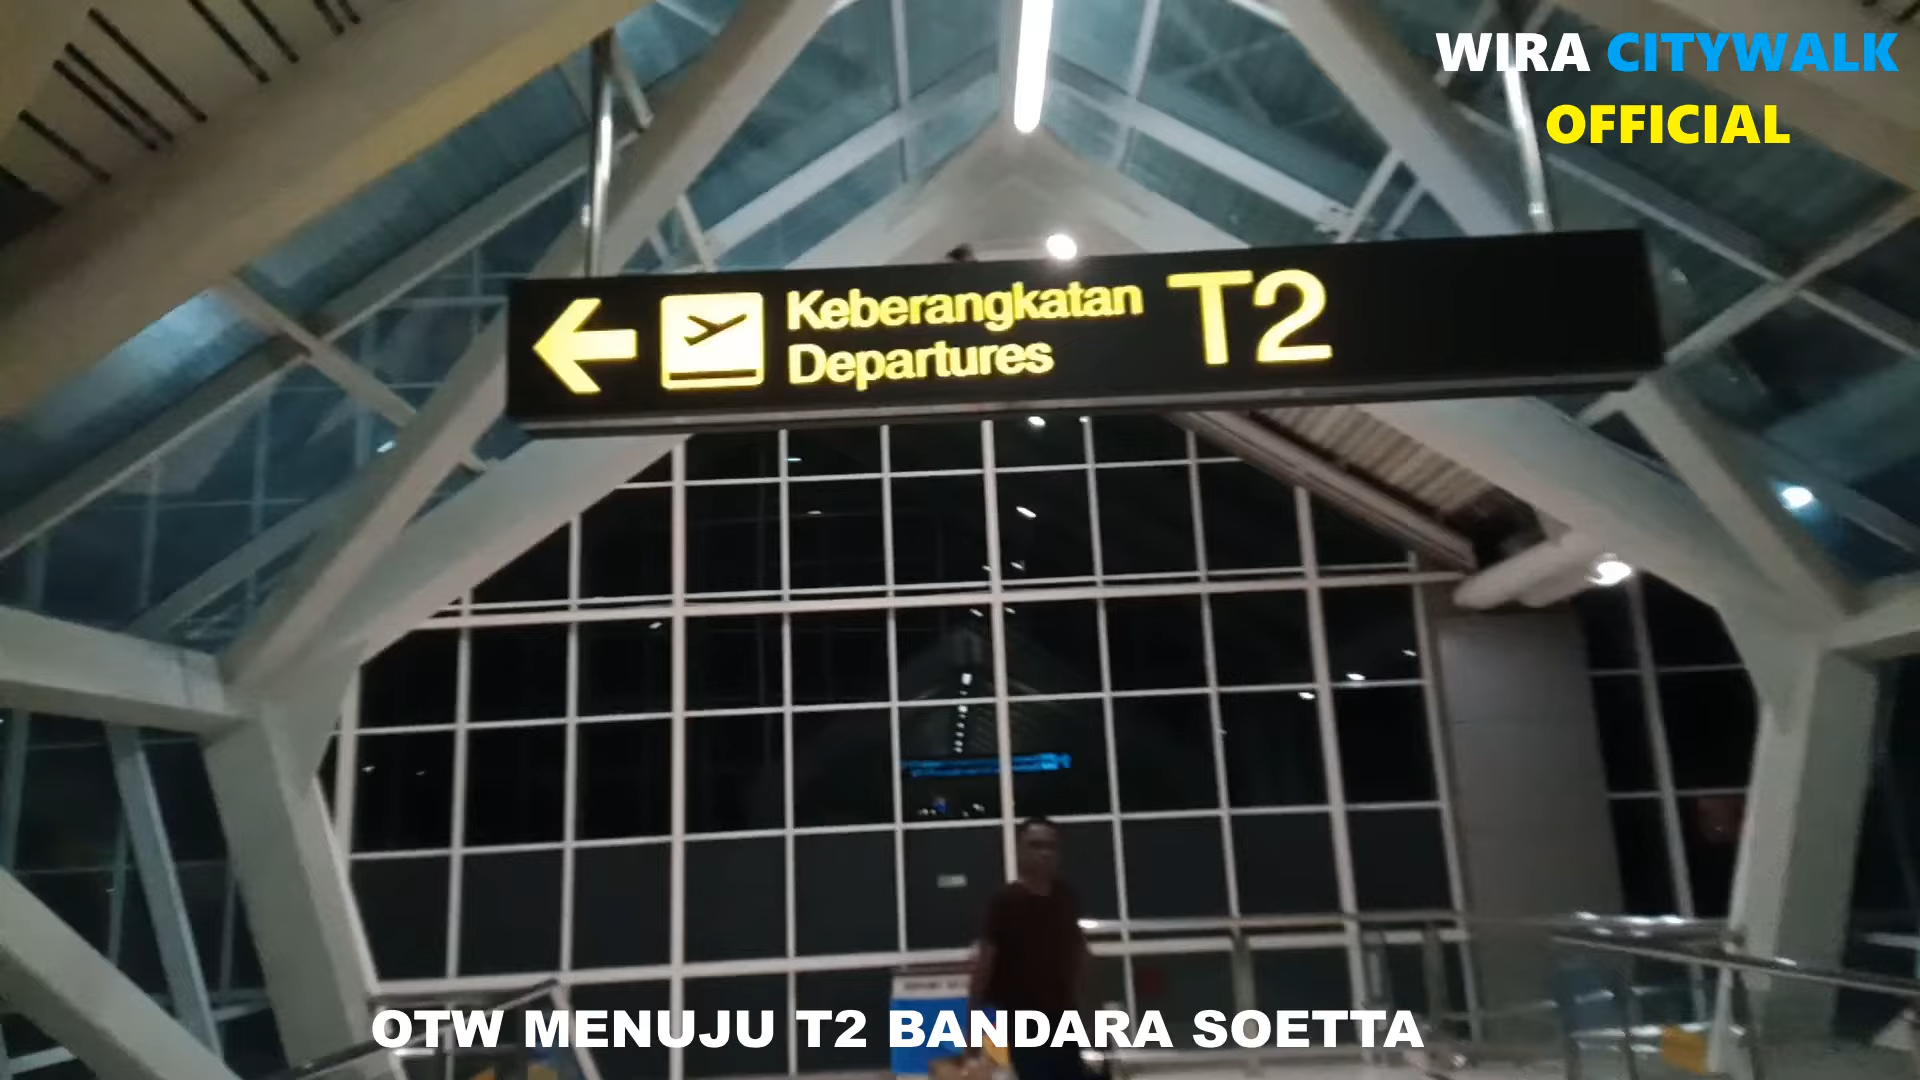 WIRA CITYWALK
OFFICIAL
Keberangkatan T2
Departures
OTW MENUJU T2 BANDARA SOETTA